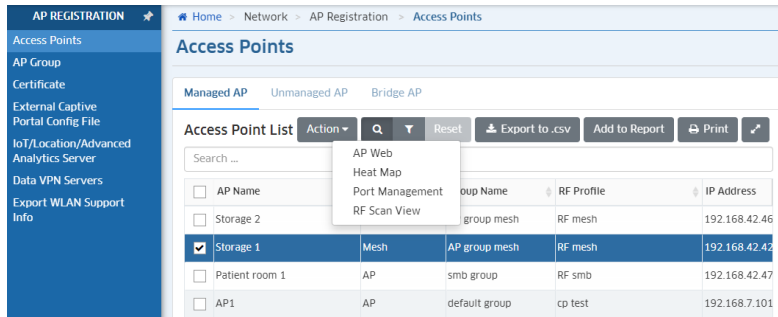 AP REGISTRATION
Access Points
AP Group
Certificate
External Captive
Portal Config File
IoT/Location/Advanced
Analytics Server
Data VPN Servers
Export WLAN Support
Info
Home > Network > AP Registration > Access Points
Access Points
Managed AP Unmanaged AP Bridge AP
Access Point List Action Reset Export to .csv Add to Report Print
Search ...
AP Web
Heat Map
Port Management
RF Scan View
AP Name oup Name RF Profile IP Address
Storage 2 group mesh RF mesh 192.168.42.46
Storage 1 Mesh AP group mesh RF mesh 192.168.42.42
Patient room 1 AP smb group RF smb 192.168.42.47
AP1 AP default group cp test 192.168.7.101